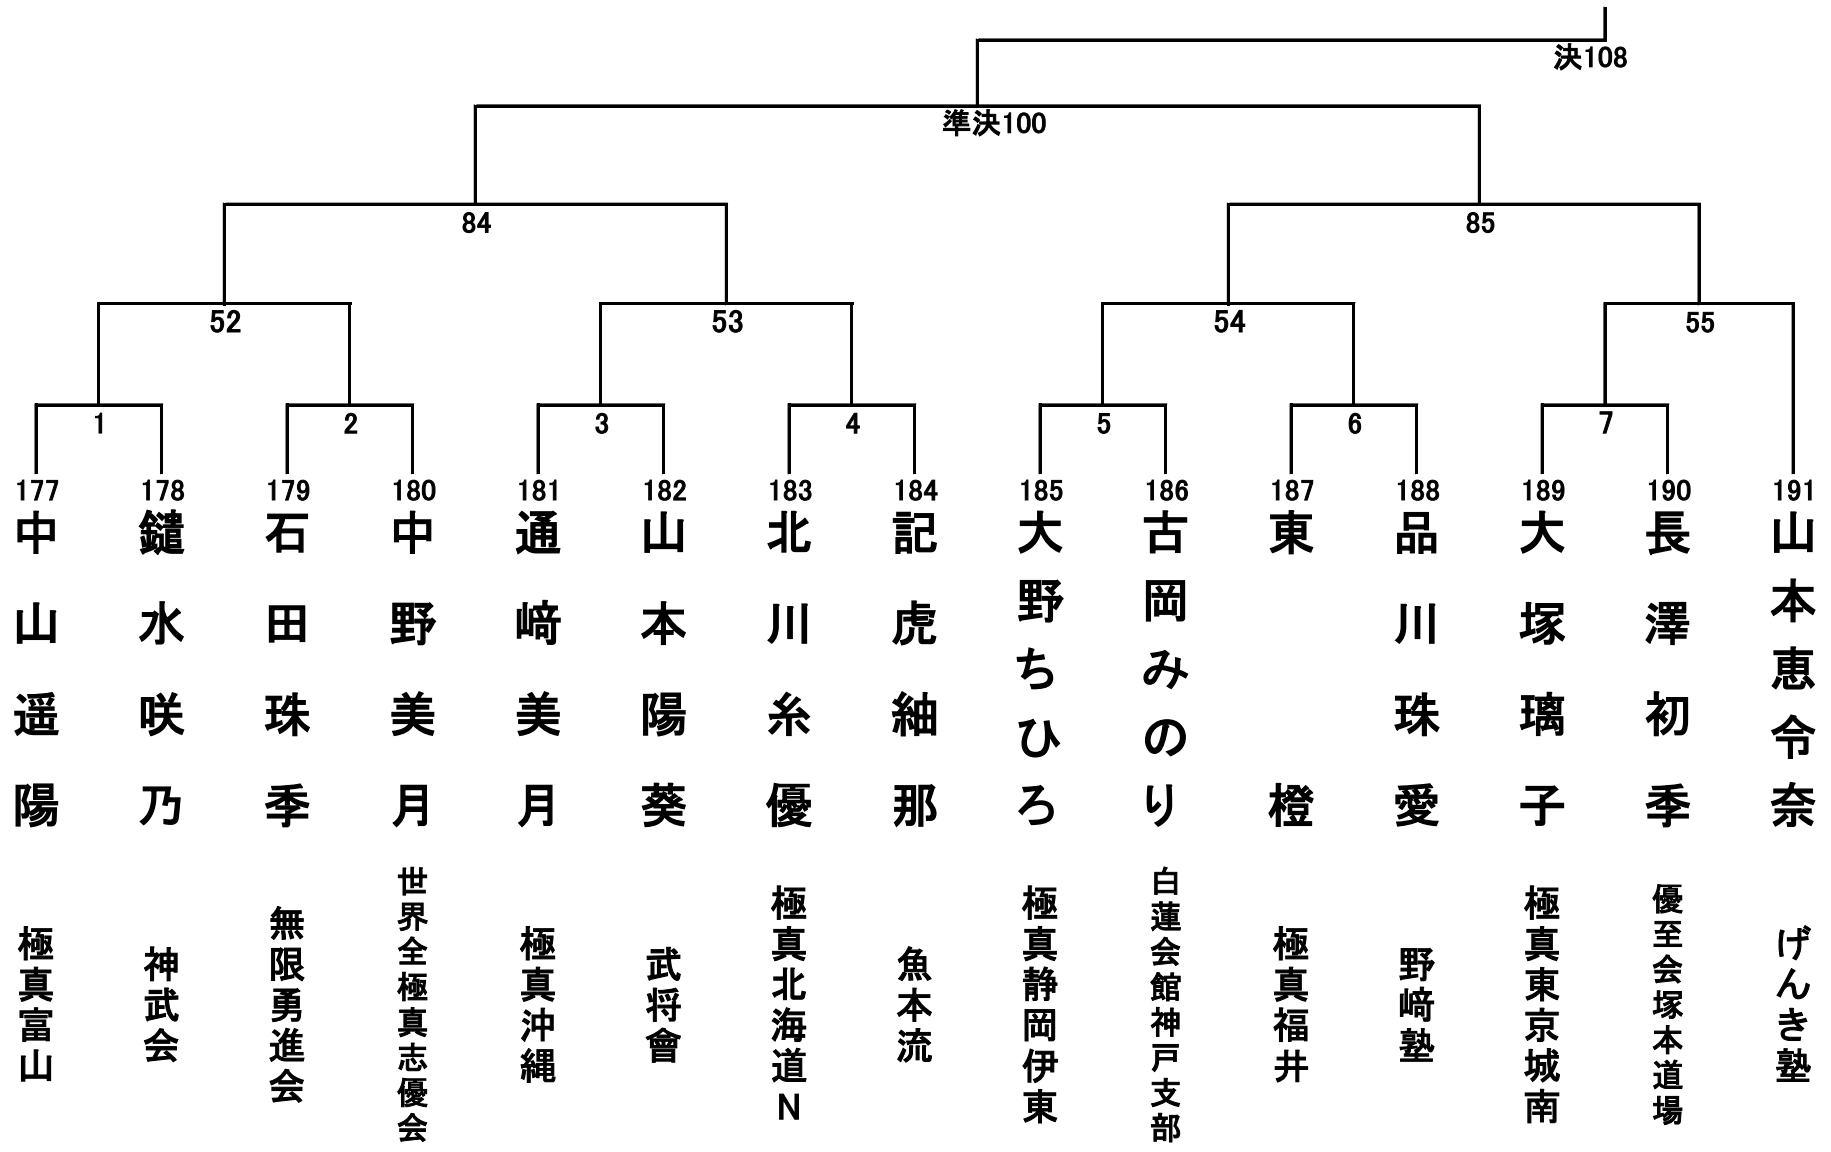 決108
準決100
84
85
52
53
54
55
1
2
3
4
5
6
7
177
中山遥陽
極真富山
178
鑓水咲乃
神武会
179
石田珠季
無限勇進会
180
中野美月
世界全極真志優会
181
通﨑美月
極真沖縄
182
山本陽葵
武将會
183
北川糸優
極真北海道N
184
記虎紬那
魚本流
185
大野ちひろ
極真静岡伊東
186
古岡みのり
白蓮会館神戸支部
187
東橙
極真福井
188
品川珠愛
野﨑塾
189
大塚璃子
極真東京城南
190
長澤初季
優至会塚本道場
191
山本恵令奈
げんき塾